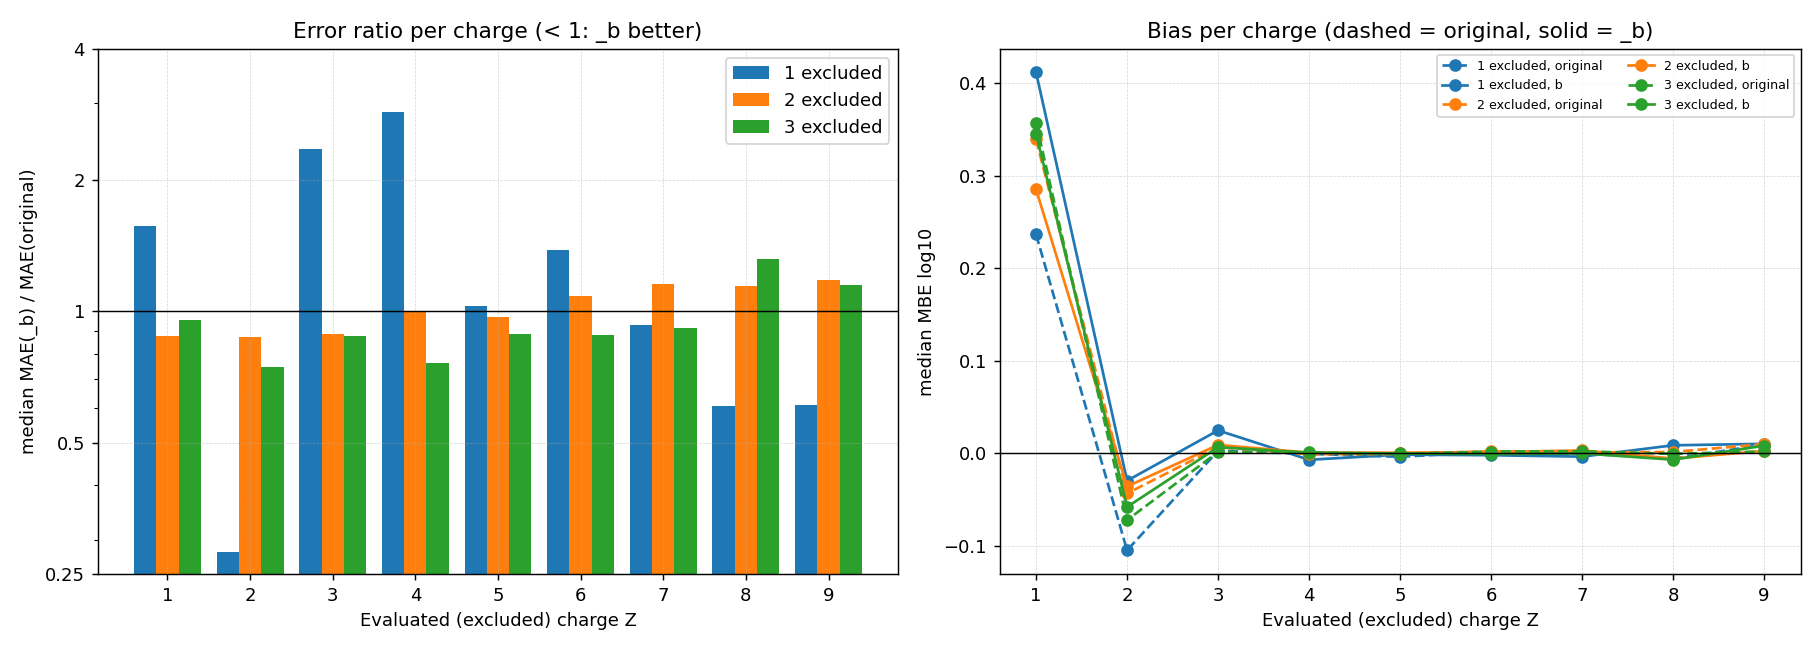 Error ratio per charge (< 1: _b better)
median MAE(_b) / MAE(original)
4
2
1
0.5
0.25
1 excluded
2 excluded
3 excluded
1 2 3 4 5 6 7 8 9
Evaluated (excluded) charge Z
Bias per charge (dashed = original, solid = _b)
median MBE log10
0.4
0.3
0.2
0.1
0.0
−0.1
1 excluded, original
1 excluded, b
2 excluded, original
2 excluded, b
3 excluded, original
3 excluded, b
1 2 3 4 5 6 7 8 9
Evaluated (excluded) charge Z